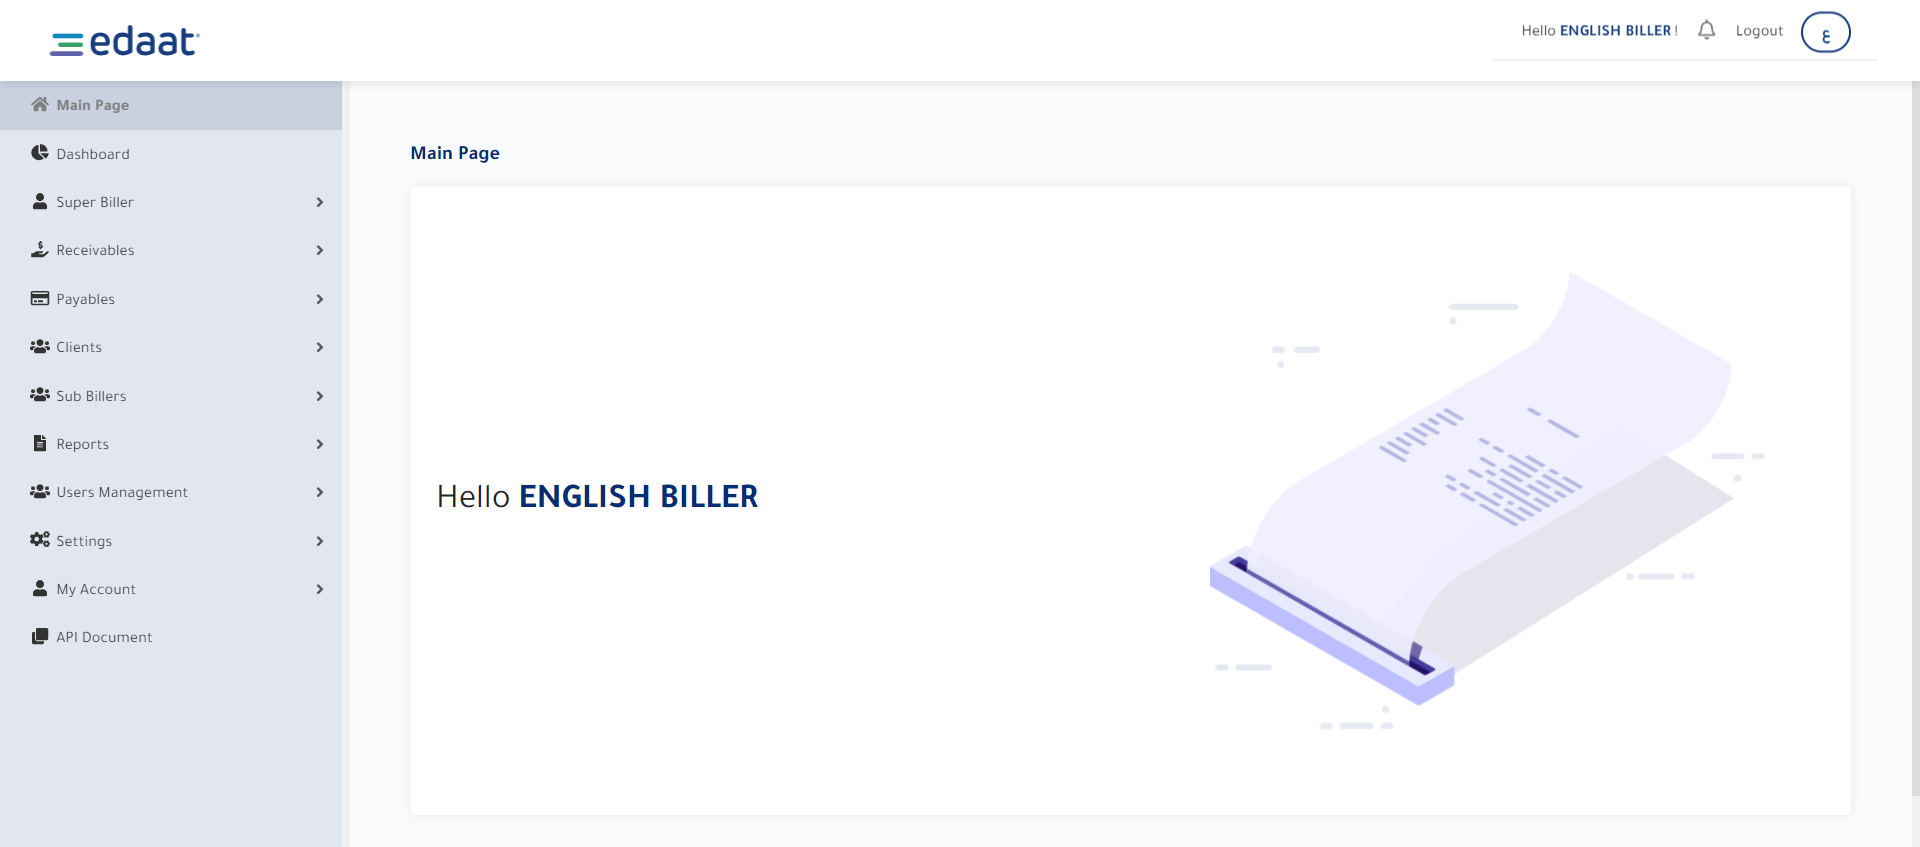 edaat
Hello ENGLISH BILLER !
Logout
ع
Main Page
Dashboard
Super Biller
Receivables
Payables
Clients
Sub Billers
Reports
Users Management
Settings
My Account
API Document
Main Page
Hello ENGLISH BILLER